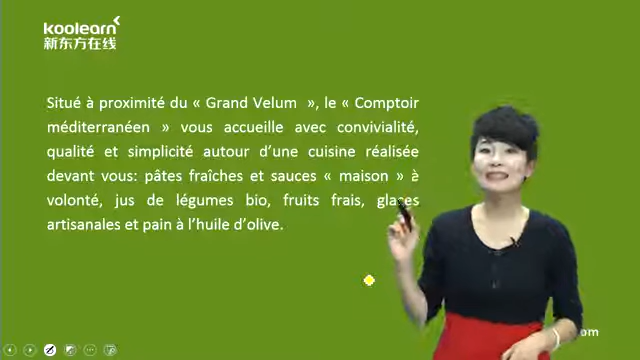 koolearn
新东方在线
Situé à proximité du « Grand Velum », le « Comptoir
méditerranéen » vous accueille avec convivialité,
qualité et simplicité autour d'une cuisine réalisée
devant vous: pâtes fraîches et sauces « maison » è
volonté, jus de légumes bio, fruits frais, glaces
artisanales et pain à l'huile d'olive.
om